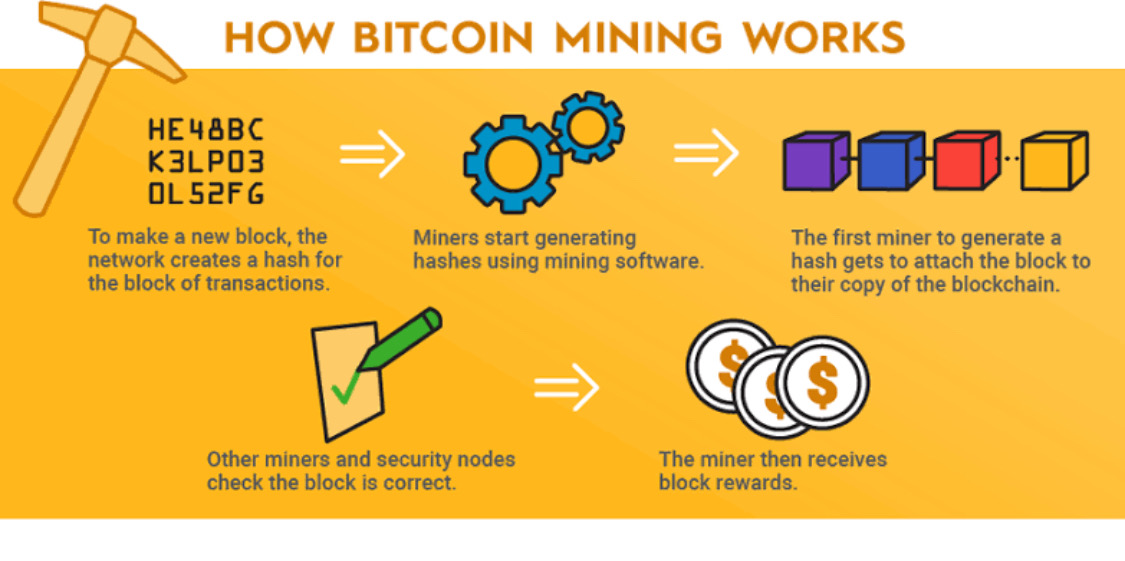 HOW BITCOIN MINING WORKS
HE48BC
K3LP03
OL52FG
To make a new block, the
network creates a hash for
the block of transactions.
Miners start generating
hashes using mining software.
The first miner to generate a
hash gets to attach the block to
their copy of the blockchain.
Other miners and security nodes
check the block is correct.
$ $ $
The miner then receives
block rewards.